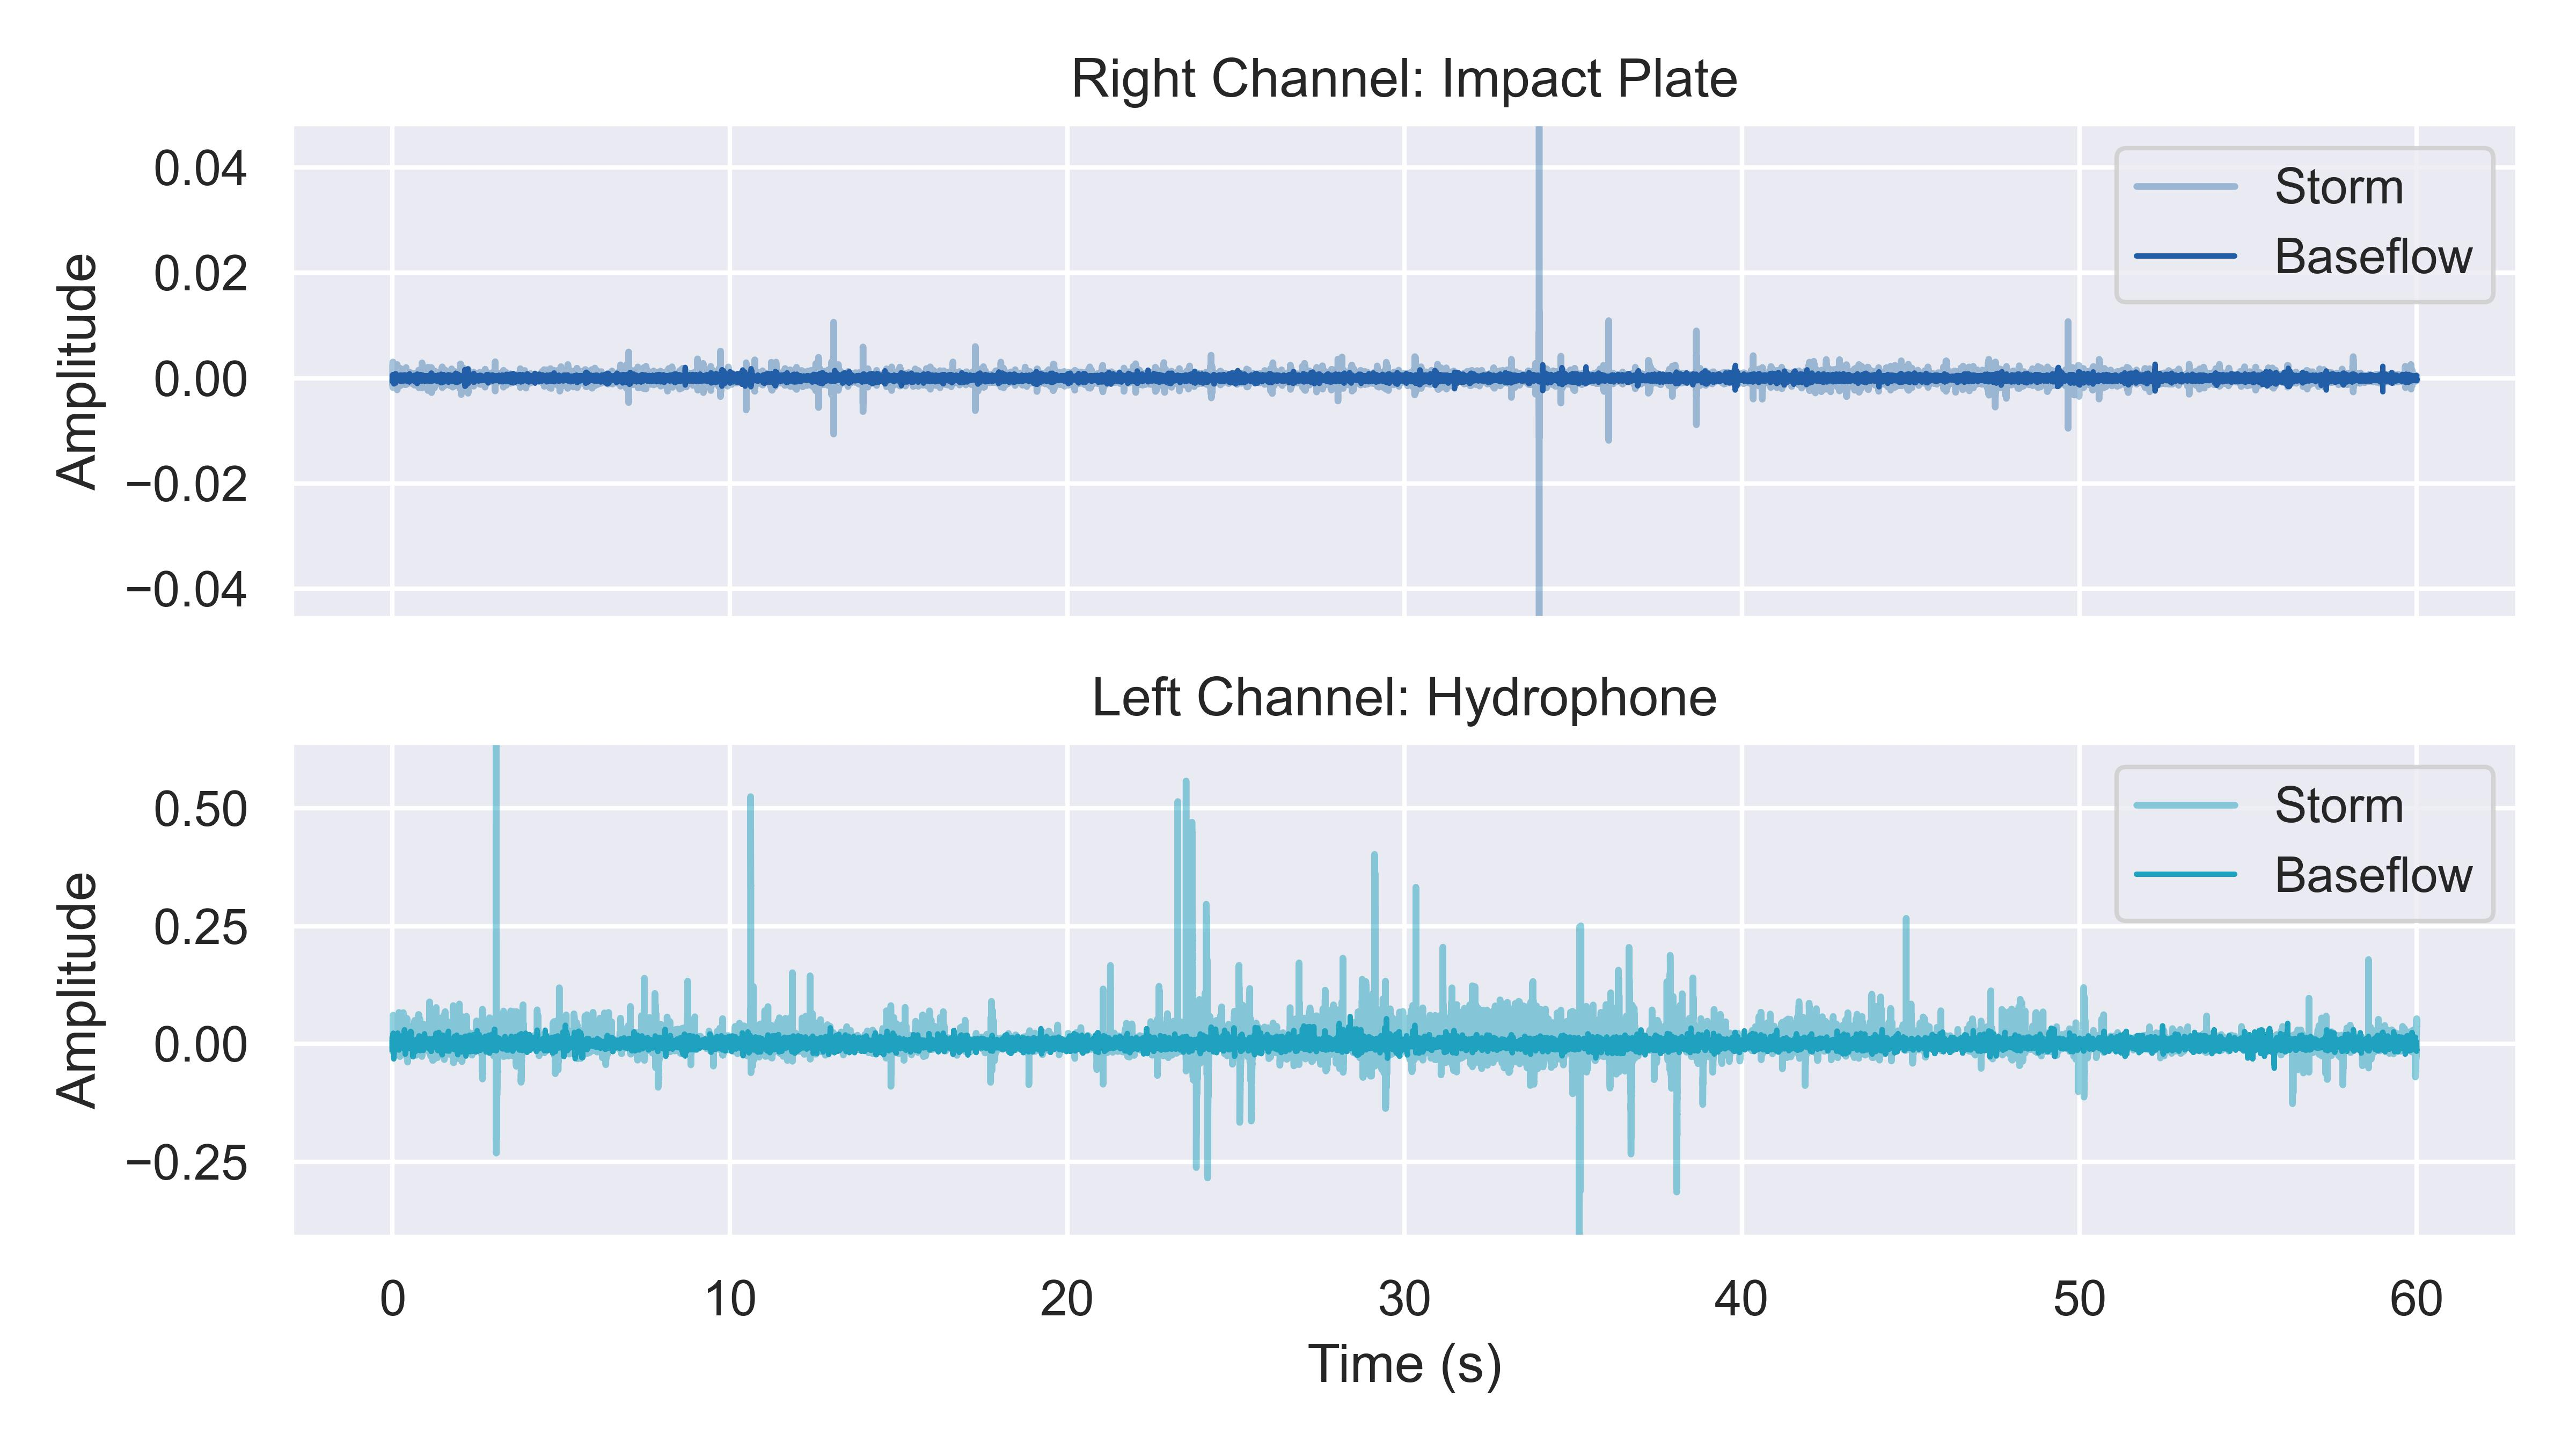 Right Channel: Impact Plate
Amplitude
0.04
0.02
0.00
−0.02
−0.04
Storm
Baseflow
Left Channel: Hydrophone
Amplitude
0.50
0.25
0.00
−0.25
Storm
Baseflow
0 10 20 30 40 50 60
Time (s)